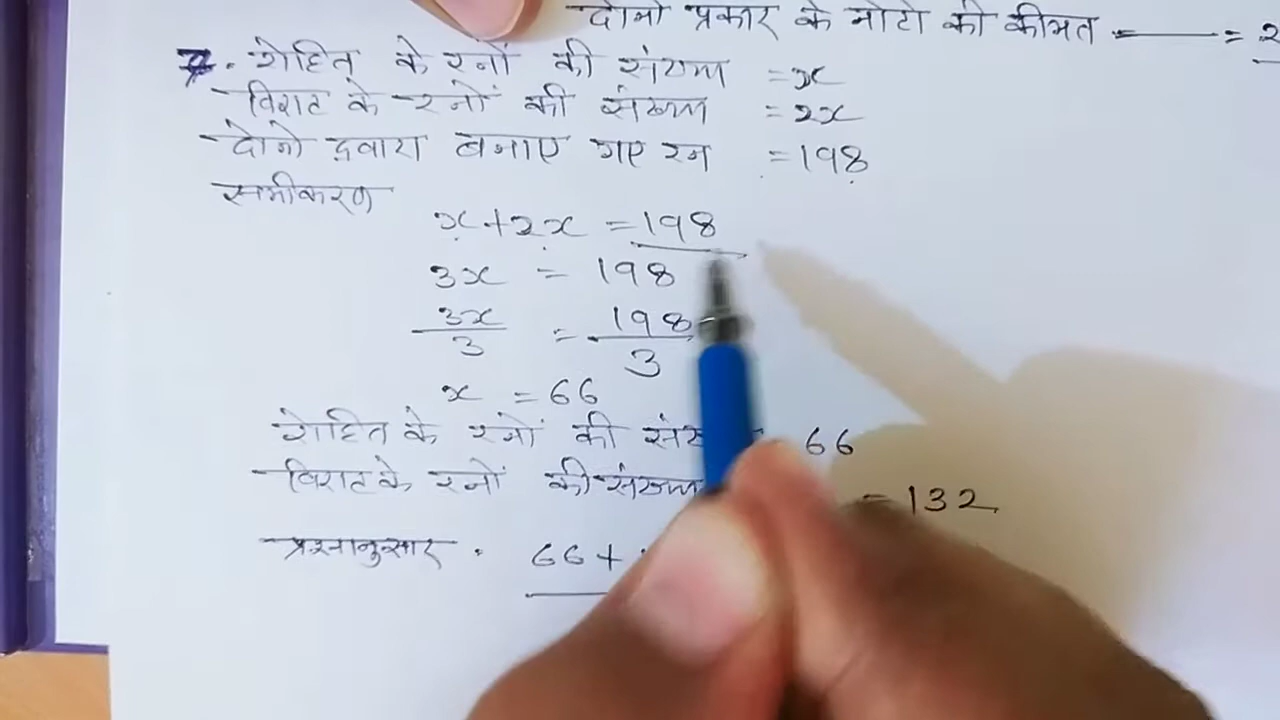 दोनो प्रकार के नोटो की कीमत = 2
7. रोहित के रनों की संख्या = x
विराट के रनों की संख्या = 2x
दोनो द्वारा बनाए गए रन = 198
समीकरण
x + 2x = 198
3x = 198
3x/3 = 198/3
x = 66
रोहित के रनों की 66
विराट के रनों की संख्या = 132
प्रश्नानुसार. 66 +